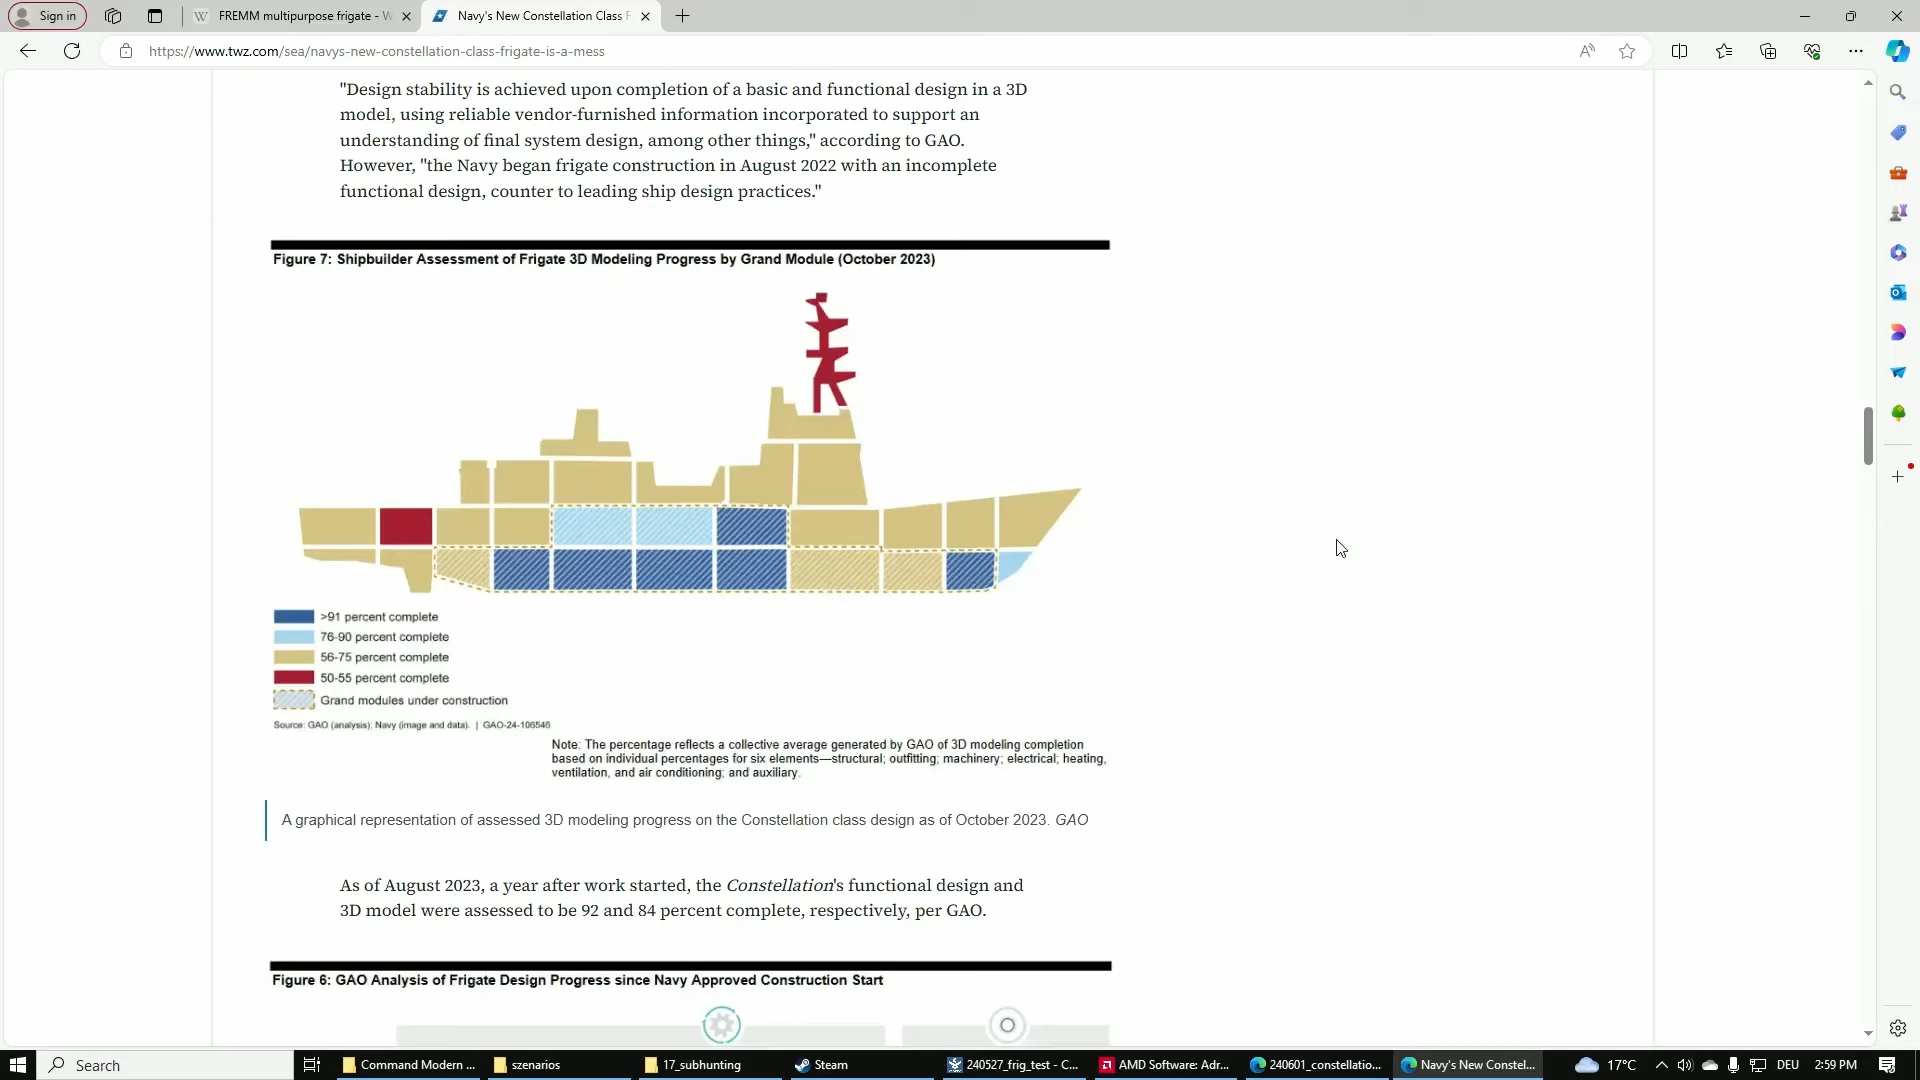 Sign in
FREMM multipurpose frigate - W
Navy's New Constellation Class F
https://www.twz.com/sea/navys-new-constellation-class-frigate-is-a-mess
"Design stability is achieved upon completion of a basic and functional design in a 3D
model, using reliable vendor-furnished information incorporated to support an
understanding of final system design, among other things," according to GAO.
However, "the Navy began frigate construction in August 2022 with an incomplete
functional design, counter to leading ship design practices."
Figure 7: Shipbuilder Assessment of Frigate 3D Modeling Progress by Grand Module (October 2023)
>91 percent complete
76-90 percent complete
56-75 percent complete
50-55 percent complete
Grand modules under construction
Source: GAO (analysis); Navy (image and data). | GAO-24-106546
Note: The percentage reflects a collective average generated by GAO of 3D modeling completion
based on individual percentages for six elements—structural; outfitting; machinery; electrical; heating,
ventilation, and air conditioning; and auxiliary.
A graphical representation of assessed 3D modeling progress on the Constellation class design as of October 2023. GAO
As of August 2023, a year after work started, the Constellation's functional design and
3D model were assessed to be 92 and 84 percent complete, respectively, per GAO.
Figure 6: GAO Analysis of Frigate Design Progress since Navy Approved Construction Start
Search
Command Modern ...
szenarios
17_subhunting
Steam
240527_frig_test - C...
AMD Software: Adr...
240601_constellatio...
Navy's New Constel...
17°C
DEU
2:59 PM